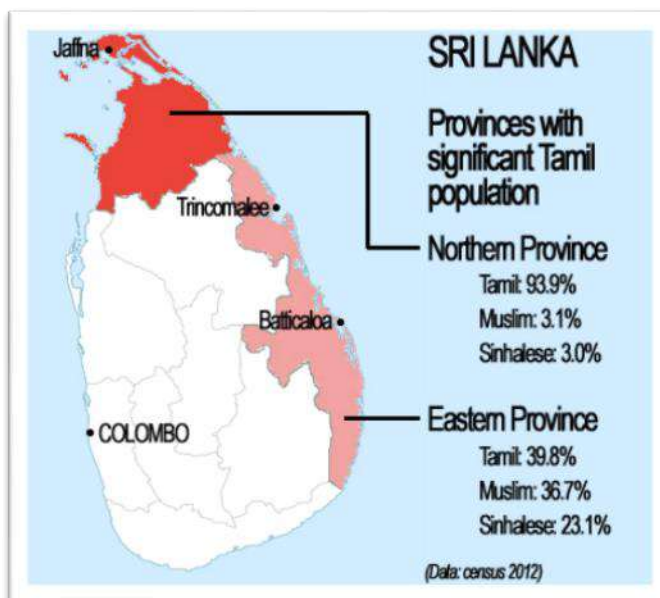 Jaffna
SRI LANKA
Provinces with
significant Tamil
population
Trincomalee
Northern Province
Tamil: 93.9%
Muslim: 3.1%
Sinhalese: 3.0%
Batticaloa
COLOMBO
Eastern Province
Tamil: 39.8%
Muslim: 36.7%
Sinhalese: 23.1%
(Data: census 2012)